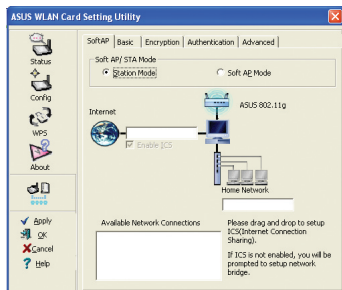 ASUS WLAN Card Setting Utility
Status
Config
WPS
About
Apply
OK
Cancel
Help
SoftAP Basic Encryption Authentication Advanced
Soft AP/ STA Mode
Station Mode Soft AP Mode
Internet
ASUS 802.11g
Enable ICS
Home Network
Available Network Connections
Please drag and drop to setup
ICS(Internet Connection
Sharing).
If ICS is not enabled, you will be
prompted to setup network
bridge.